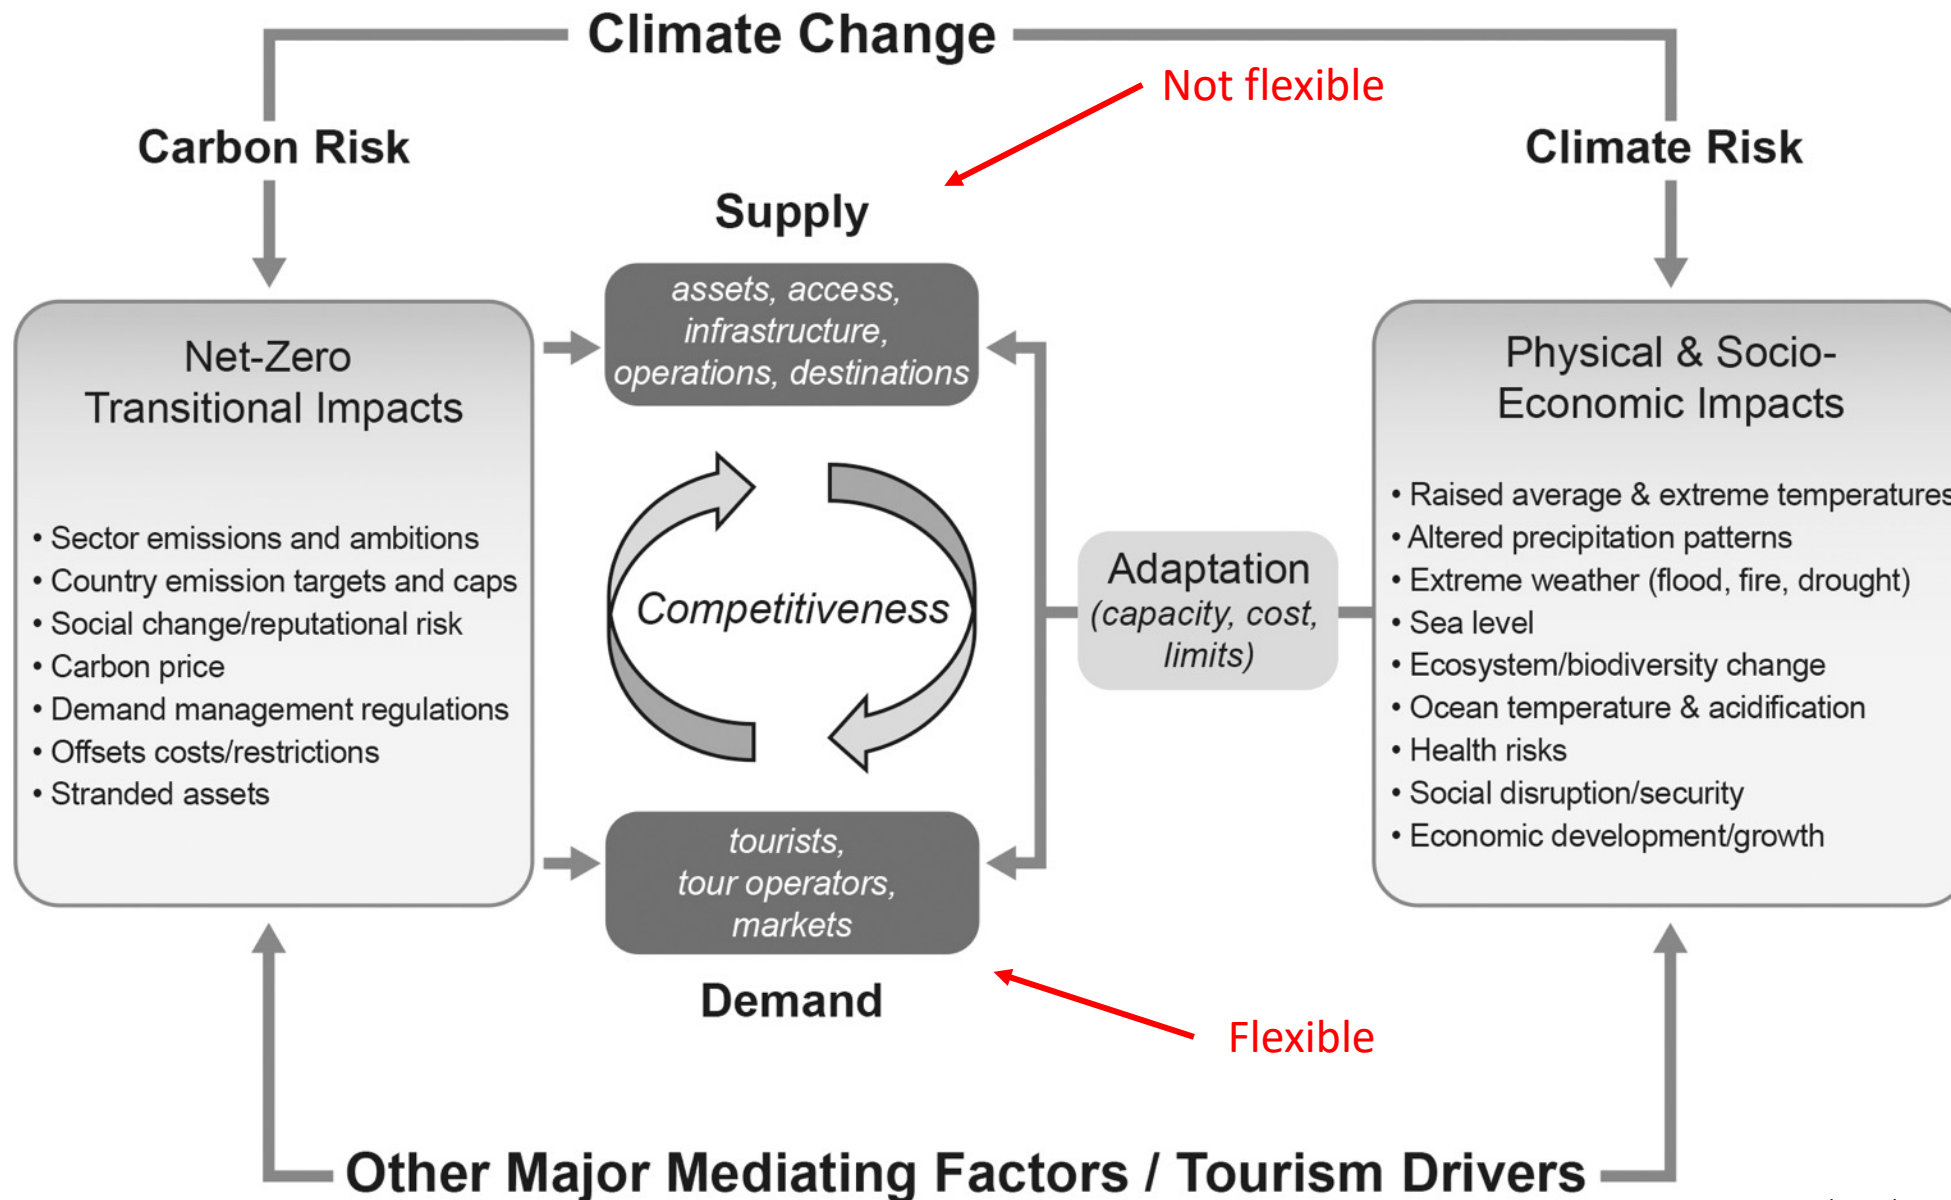 Climate Change
Not flexible
Carbon Risk
Climate Risk
Supply
assets, access,
infrastructure,
operations, destinations
Net-Zero
Transitional Impacts
• Sector emissions and ambitions
• Country emission targets and caps
• Social change/reputational risk
• Carbon price
• Demand management regulations
• Offsets costs/restrictions
• Stranded assets
Competitiveness
Adaptation
(capacity, cost,
limits)
Physical & Socio-
Economic Impacts
• Raised average & extreme temperatures
• Altered precipitation patterns
• Extreme weather (flood, fire, drought)
• Sea level
• Ecosystem/biodiversity change
• Ocean temperature & acidification
• Health risks
• Social disruption/security
• Economic development/growth
tourists,
tour operators,
markets
Demand
Flexible
Other Major Mediating Factors / Tourism Drivers